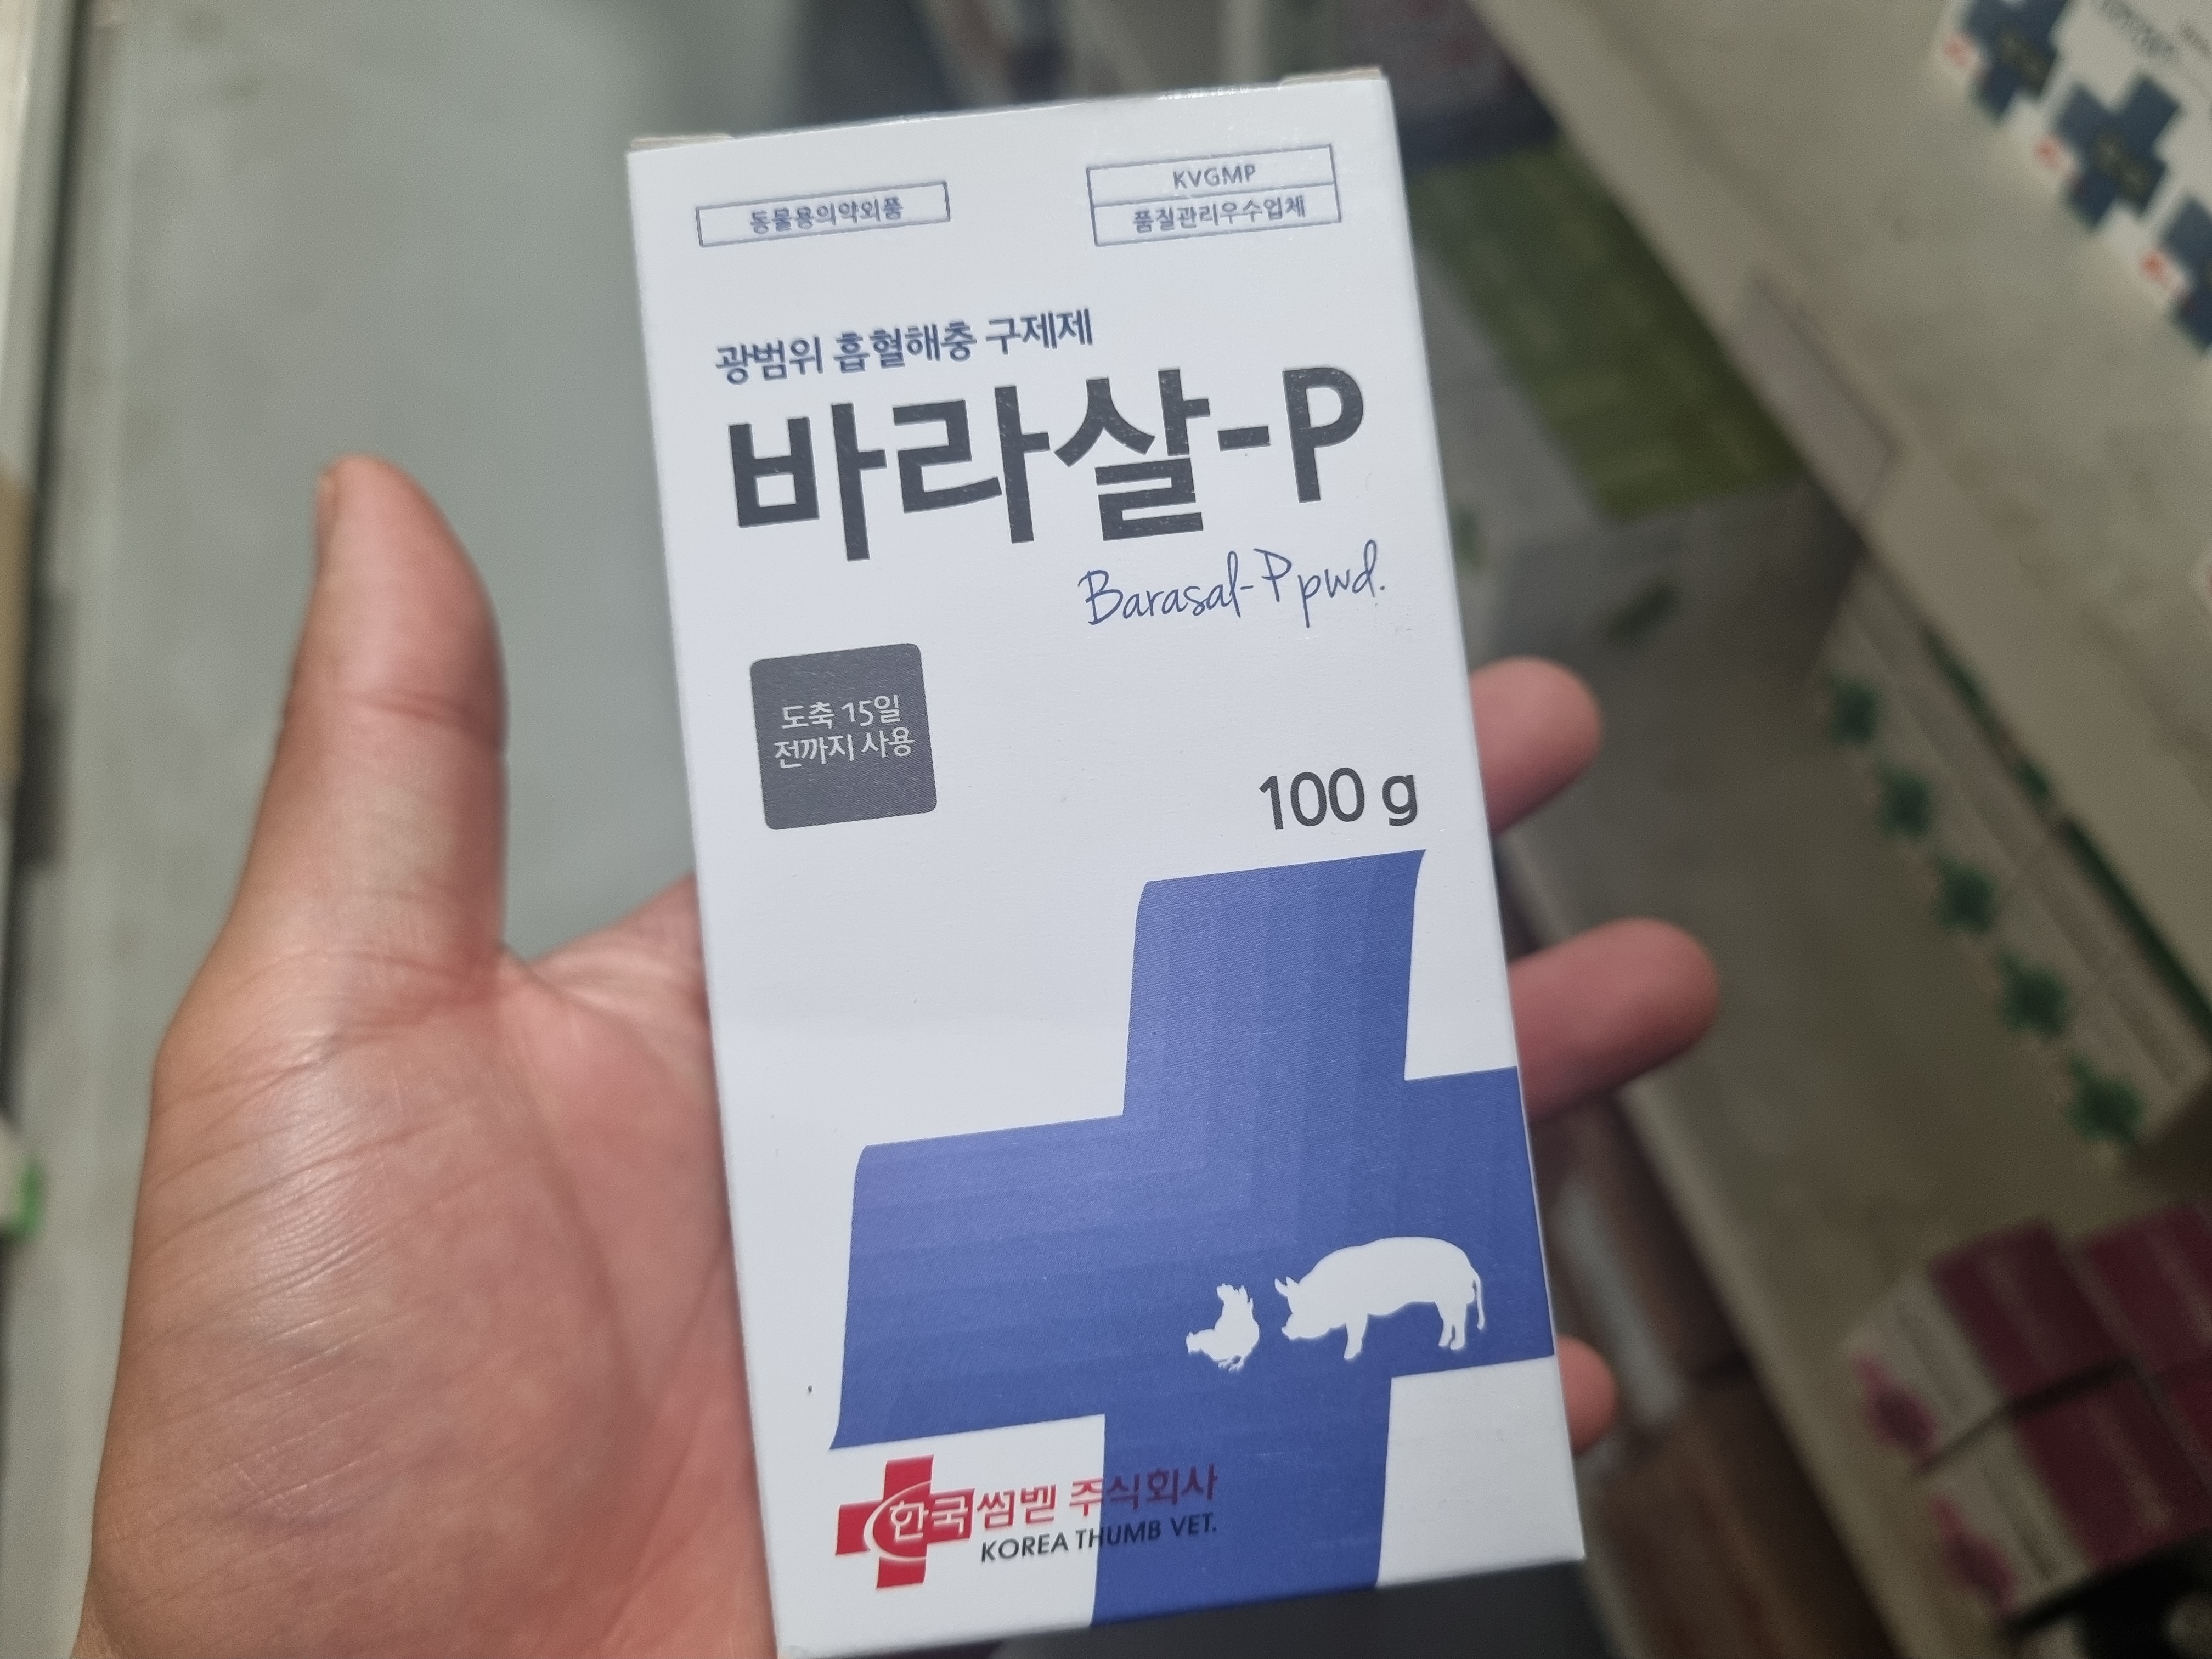 동물용의약외품
KVGMP
품질관리우수업체
광범위 흡혈해충 구제제
바라살-P
Barasal-P pwd.
도축 15일
전까지 사용
100 g
한국썸벧 주식회사
KOREA THUMB VET.